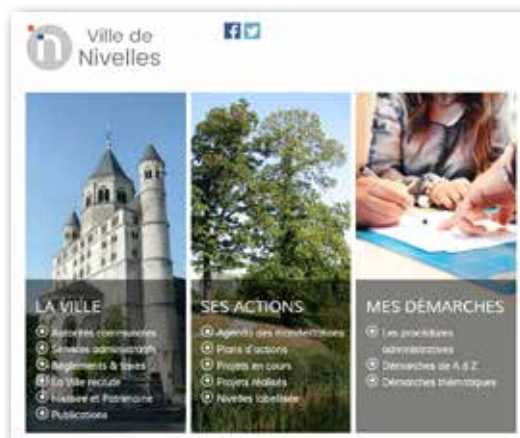 Ville de
Nivelles
LA VILLE
Autorités communales
Services administratifs
Règlements & taxes
La Ville recrute
Histoire et Patrimoine
Publications
SES ACTIONS
Agenda des manifestations
Plans d'actions
Projets en cours
Projets réalisés
Nivelles labellisée
MES DÉMARCHES
Les procédures
administratives
Démarches de A à Z
Démarches thématiques